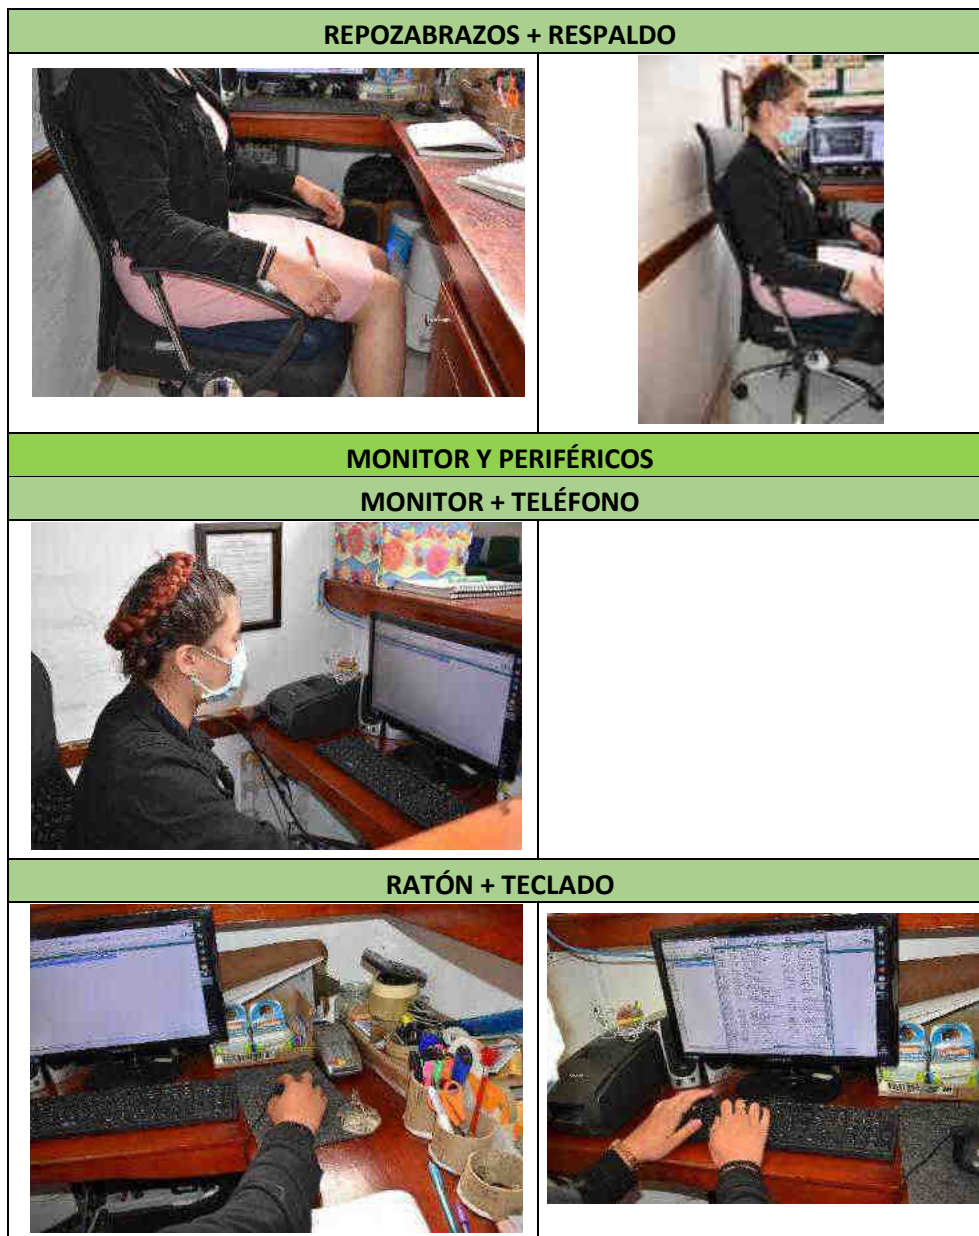 REPOZABRAZOS + RESPALDO
MONITOR Y PERIFÉRICOS
MONITOR + TELÉFONO
RATÓN + TECLADO